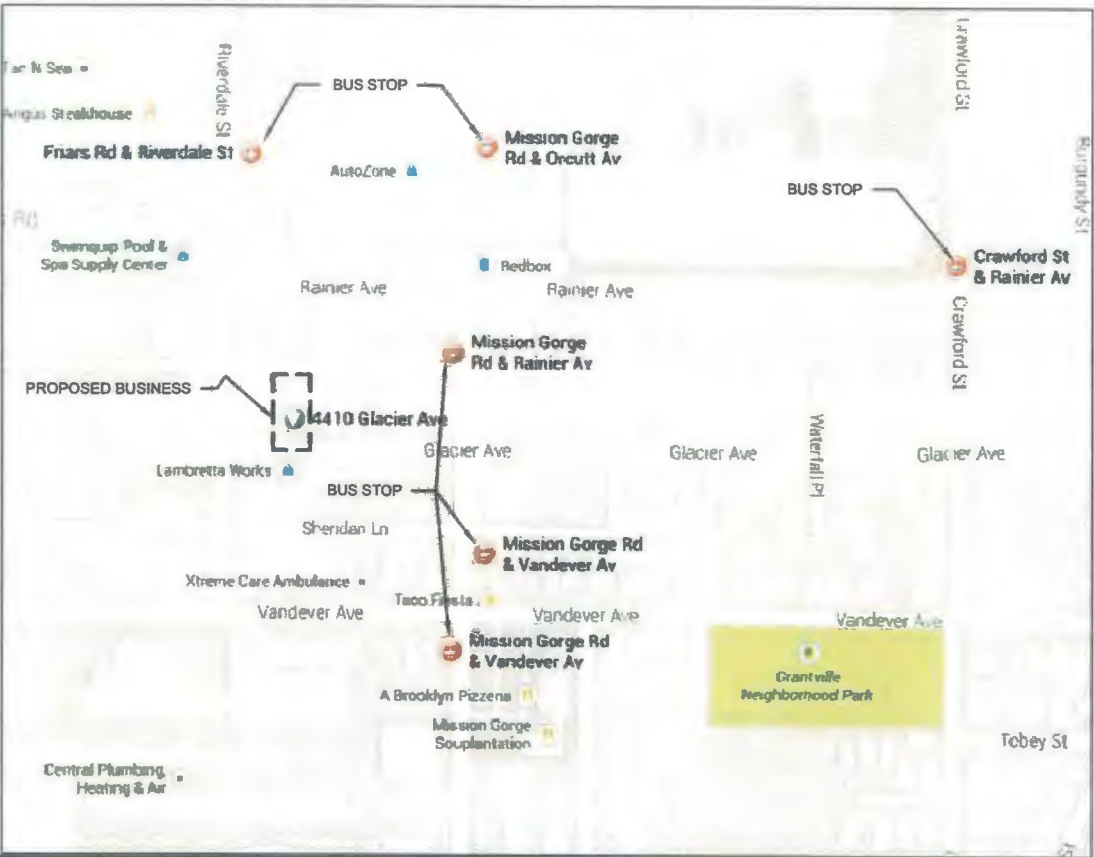 Riverdale St
Crawford St
Angus Steakhouse
BUS STOP
Friars Rd & Riverdale St
Mission Gorge
Rd & Orcutt Av
AutoZone
BUS STOP
Burgundy St
Rd
Swimquip Pool &
Spa Supply Center
Redbox
Crawford St
& Rainier Av
Rainier Ave
Rainier Ave
Crawford St
Mission Gorge
Rd & Rainier Av
PROPOSED BUSINESS
4410 Glacier Ave
Glacier Ave
Glacier Ave
Waterfall Pl
Glacier Ave
Lambretta Works
BUS STOP
Sheridan Ln
Mission Gorge Rd
& Vandever Av
Xtreme Care Ambulance
Taco Fiesta
Vandever Ave
Vandever Ave
Vandever Ave
Mission Gorge Rd
& Vandever Av
Grantville
Neighborhood Park
A Brooklyn Pizzeria
Mission Gorge
Souplantation
Tobey St
Central Plumbing,
Heating & Air